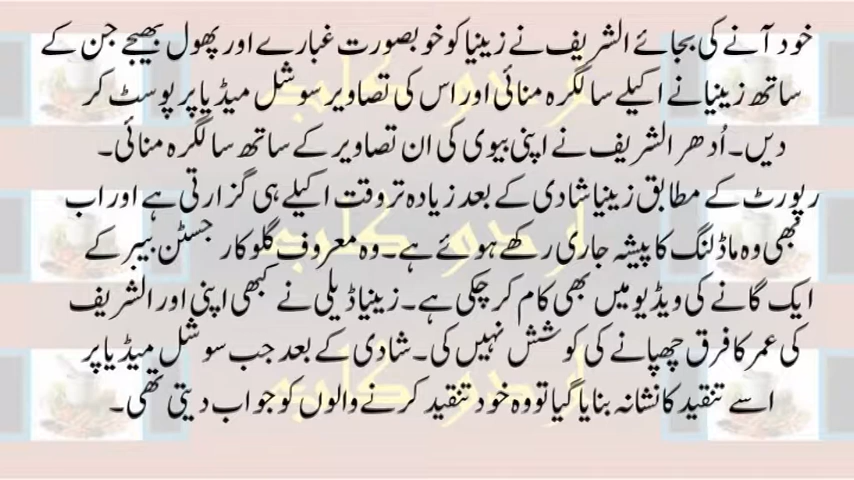 خود آنے کی بجائے الشریف نے زینیا کو خوبصورت غبارے اور پھول بھیجے جن کے
ساتھ زینیا نے اکیلے سالگرہ منائی اور اس کی تصاویر سوشل میڈیا پر پوسٹ کر
دیں۔ اُدھر الشریف نے اپنی بیوی کی ان تصاویر کے ساتھ سالگرہ منائی۔
رپورٹ کے مطابق زینیا شادی کے بعد زیادہ تر وقت اکیلے ہی گزارتی ہے اور اب
بھی وہ ماڈلنگ کا پیشہ جاری رکھے ہوئے ہے۔ وہ معروف گلوکار جسٹن بیبر کے
ایک گانے کی ویڈیو میں بھی کام کر چکی ہے۔ زینیا ڈیلی نے کبھی اپنی اور الشریف
کی عمر کا فرق چھپانے کی کوشش نہیں کی۔ شادی کے بعد جب سوشل میڈیا پر
اسے تنقید کا نشانہ بنایا گیا تو وہ خود تنقید کرنے والوں کو جواب دیتی تھی۔
اردو کلب
اردو کلب
اردو کلب